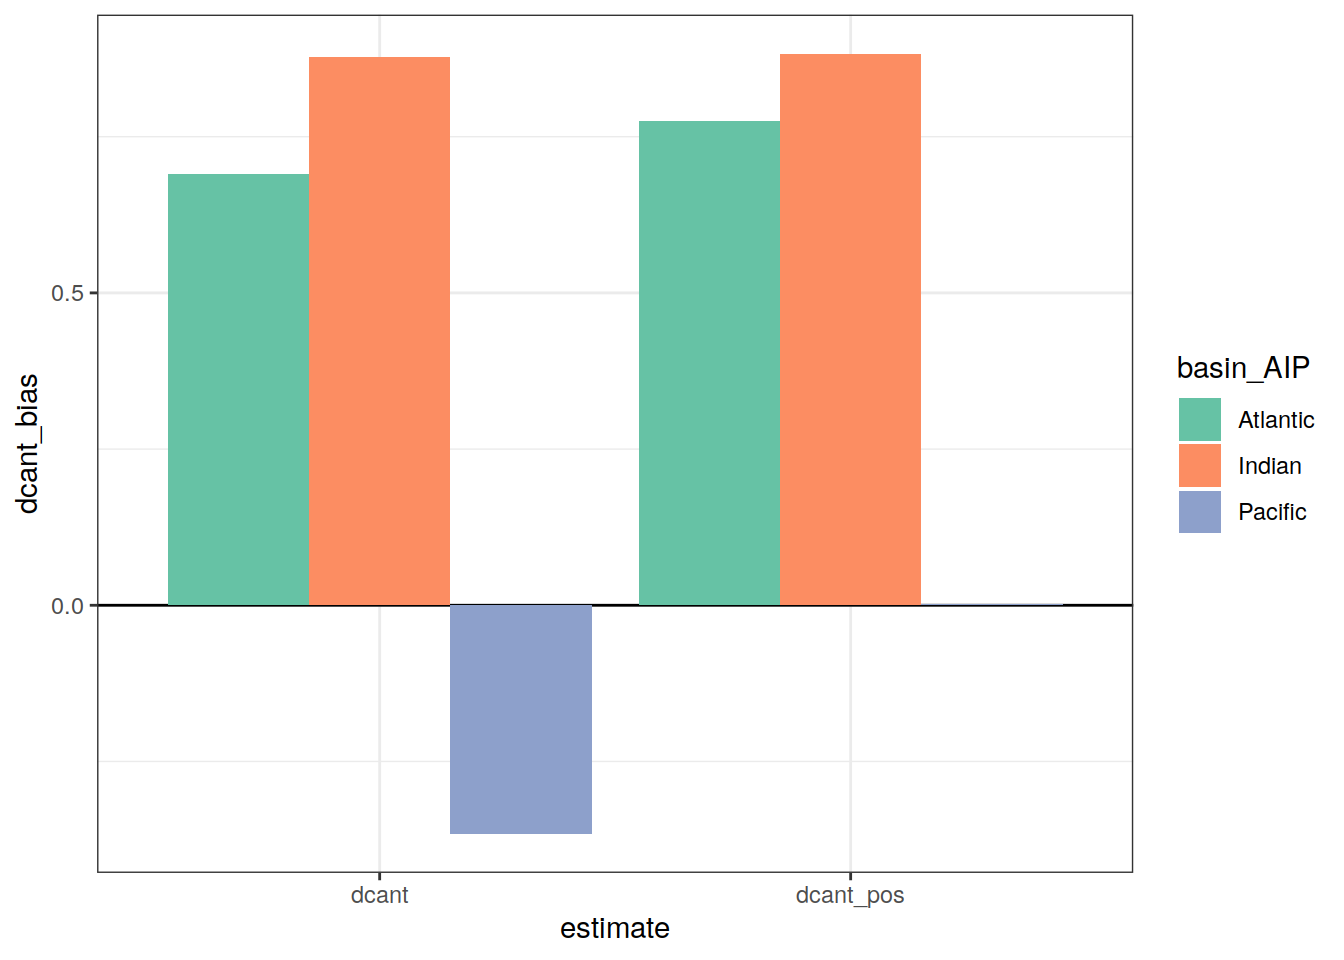 dcant_bias
0.5
0.0
dcant
dcant_pos
estimate
basin_AIP
Atlantic
Indian
Pacific